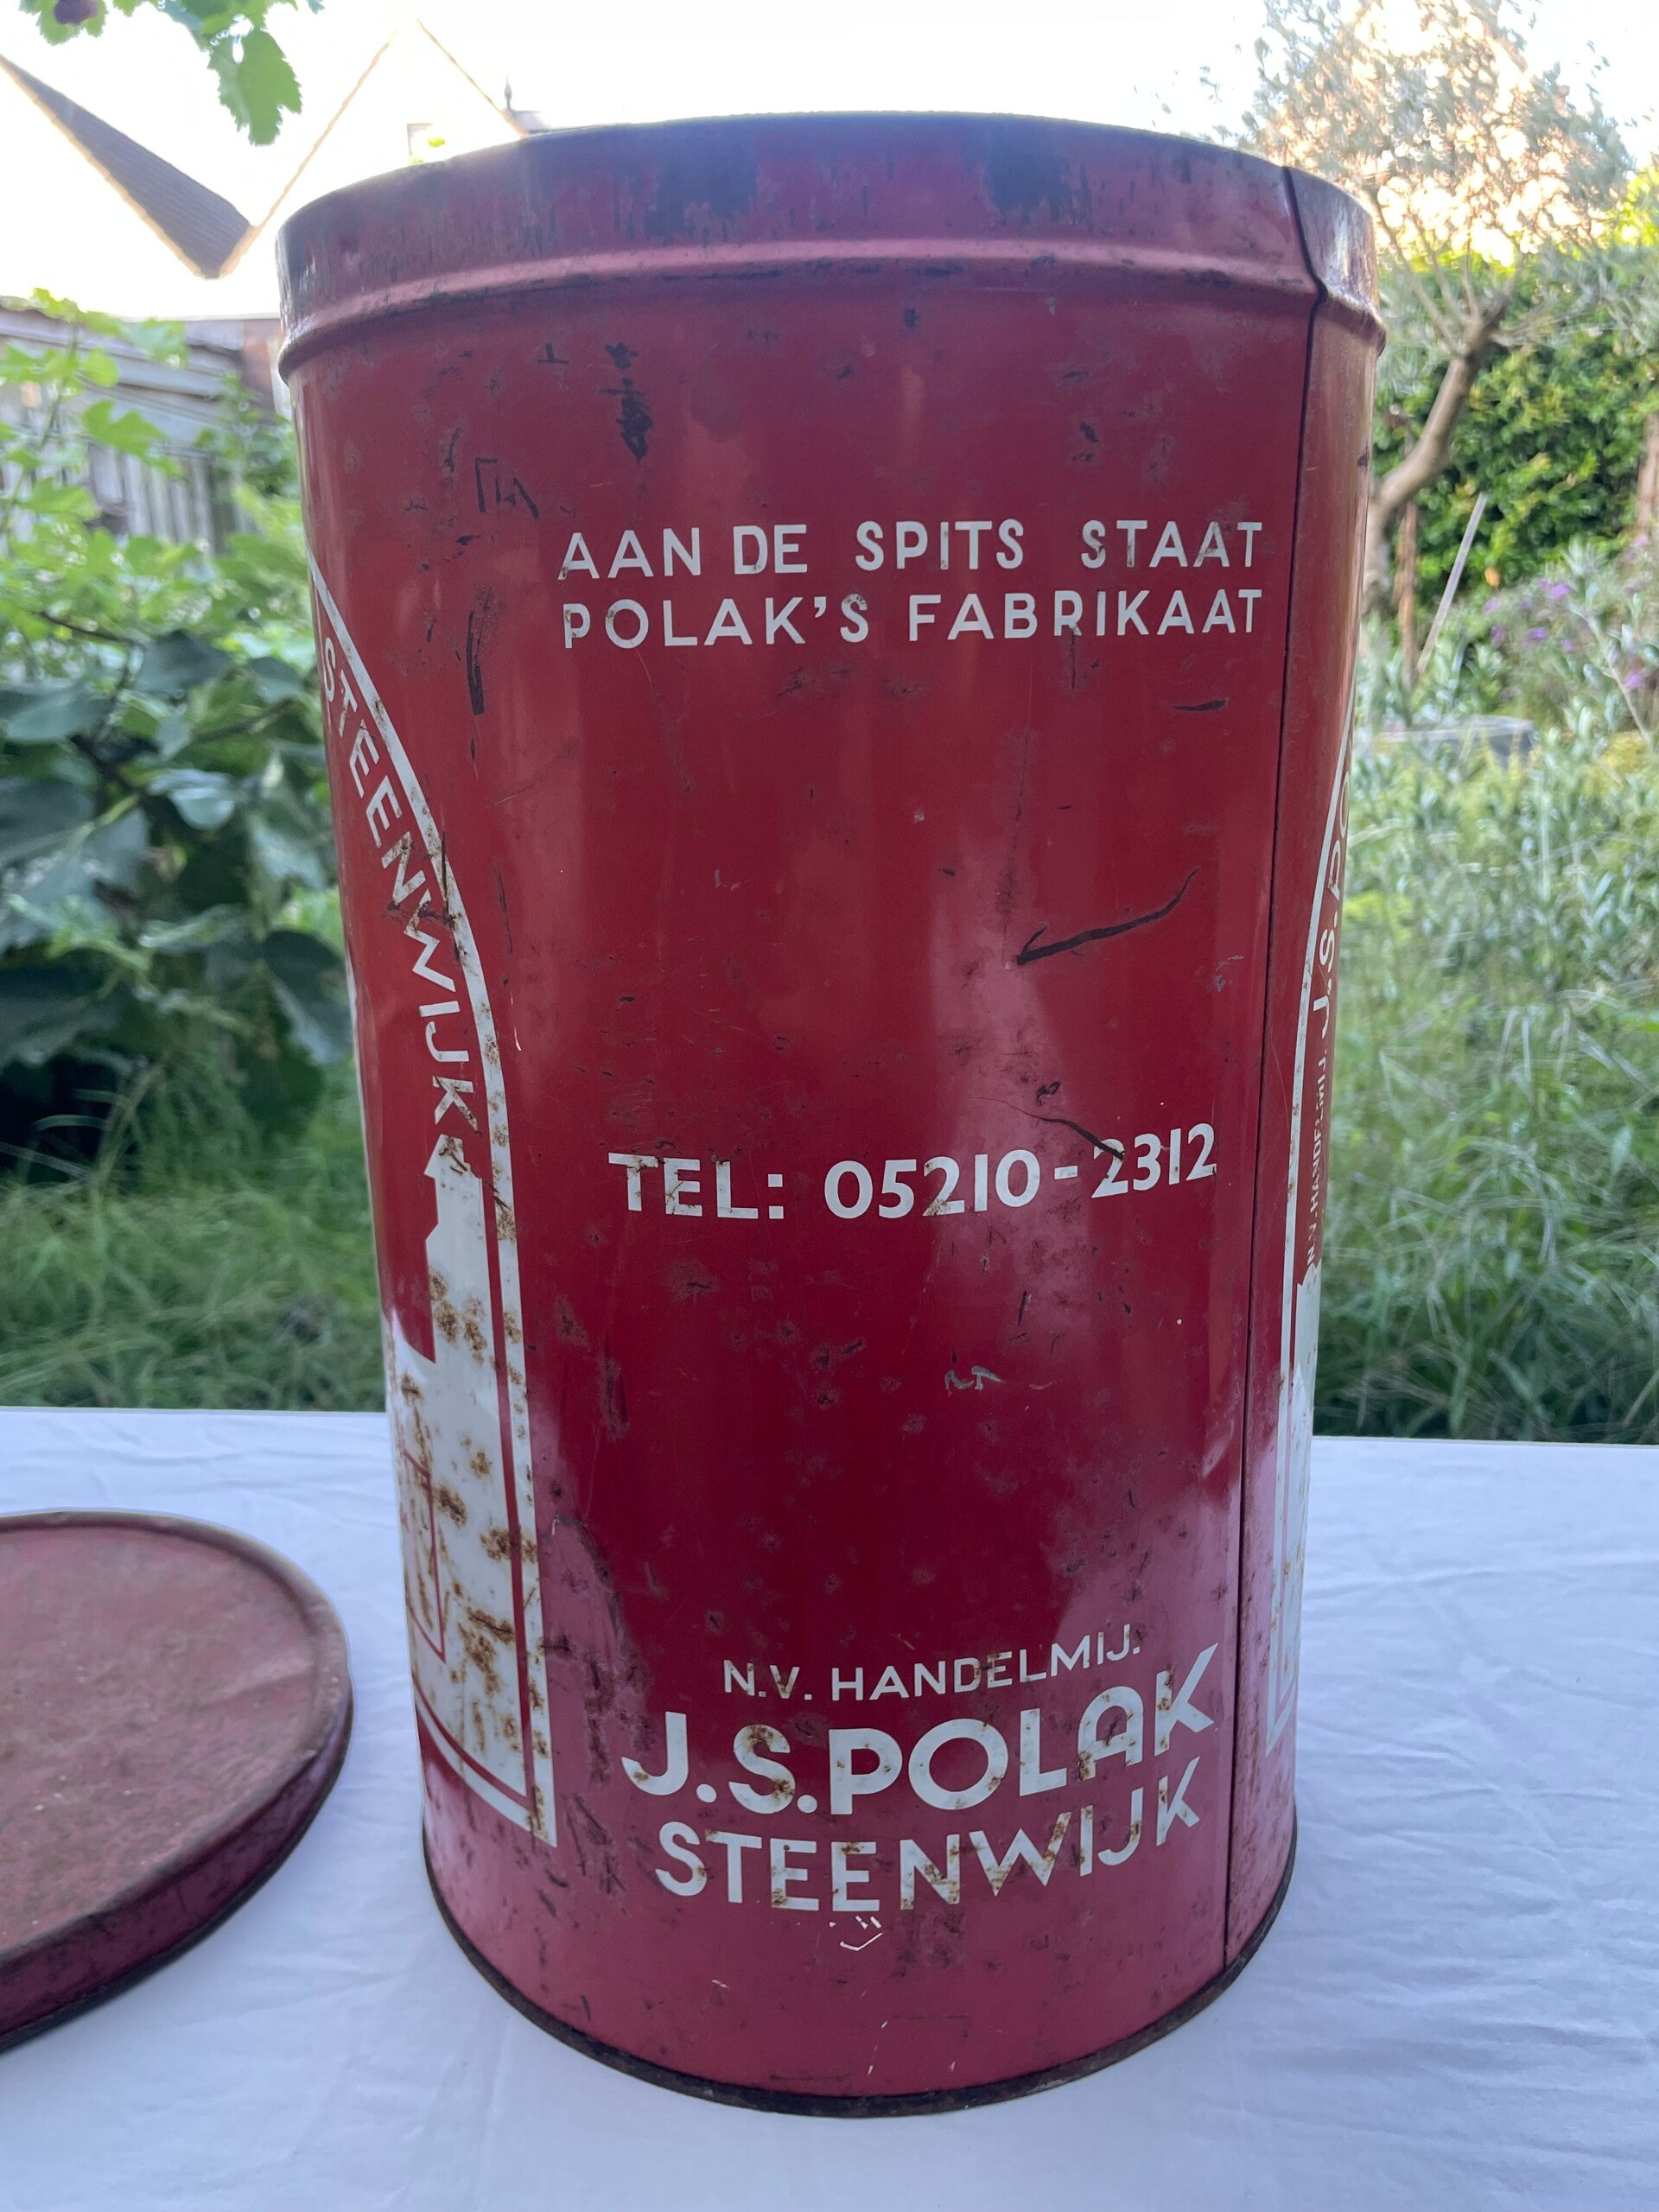 AAN DE SPITS STAAT
POLAK'S FABRIKAAT
STEENWIJK
TEL: 05210-2312
N.V. HANDELMIJ.
J.S. POLAK
STEENWIJK